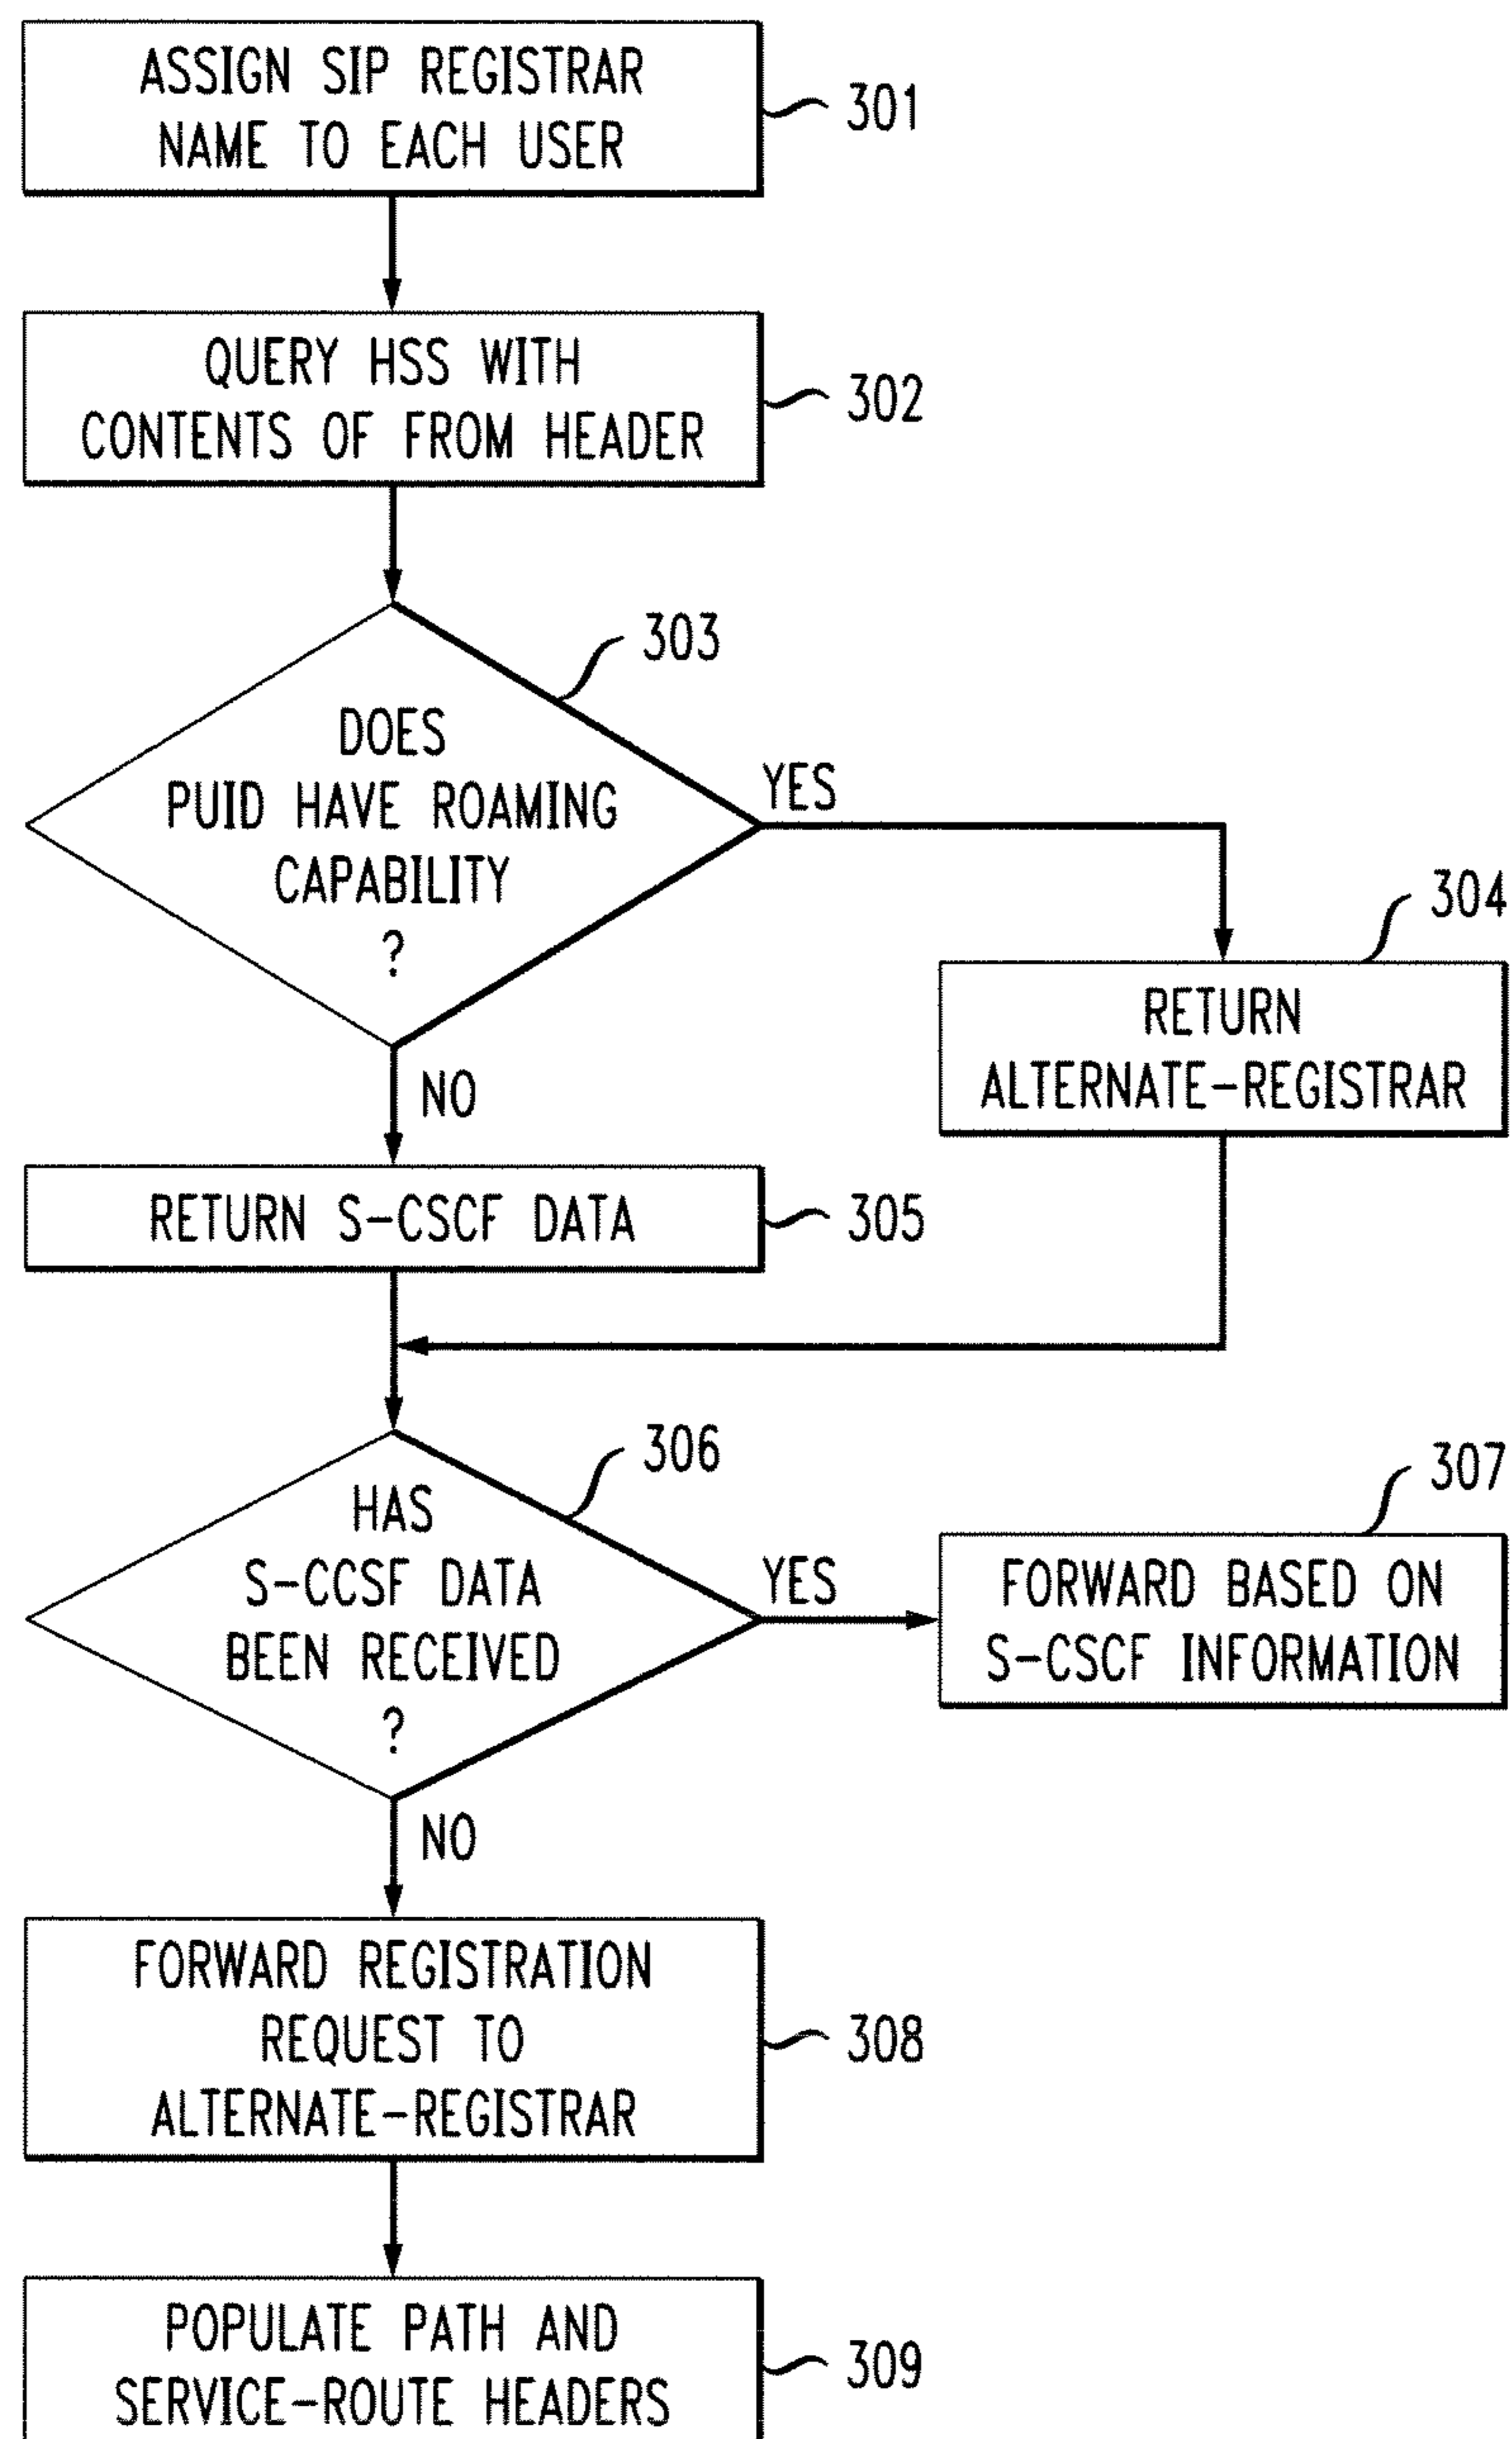 ASSIGN SIP REGISTRAR
NAME TO EACH USER
301
QUERY HSS WITH
CONTENTS OF FROM HEADER
302
303
DOES
PUID HAVE ROAMING
CAPABILITY
?
YES
NO
304
RETURN
ALTERNATE-REGISTRAR
RETURN S-CSCF DATA
305
306
HAS
S-CCSF DATA
BEEN RECEIVED
?
YES
NO
307
FORWARD BASED ON
S-CSCF INFORMATION
FORWARD REGISTRATION
REQUEST TO
ALTERNATE-REGISTRAR
308
POPULATE PATH AND
SERVICE-ROUTE HEADERS
309